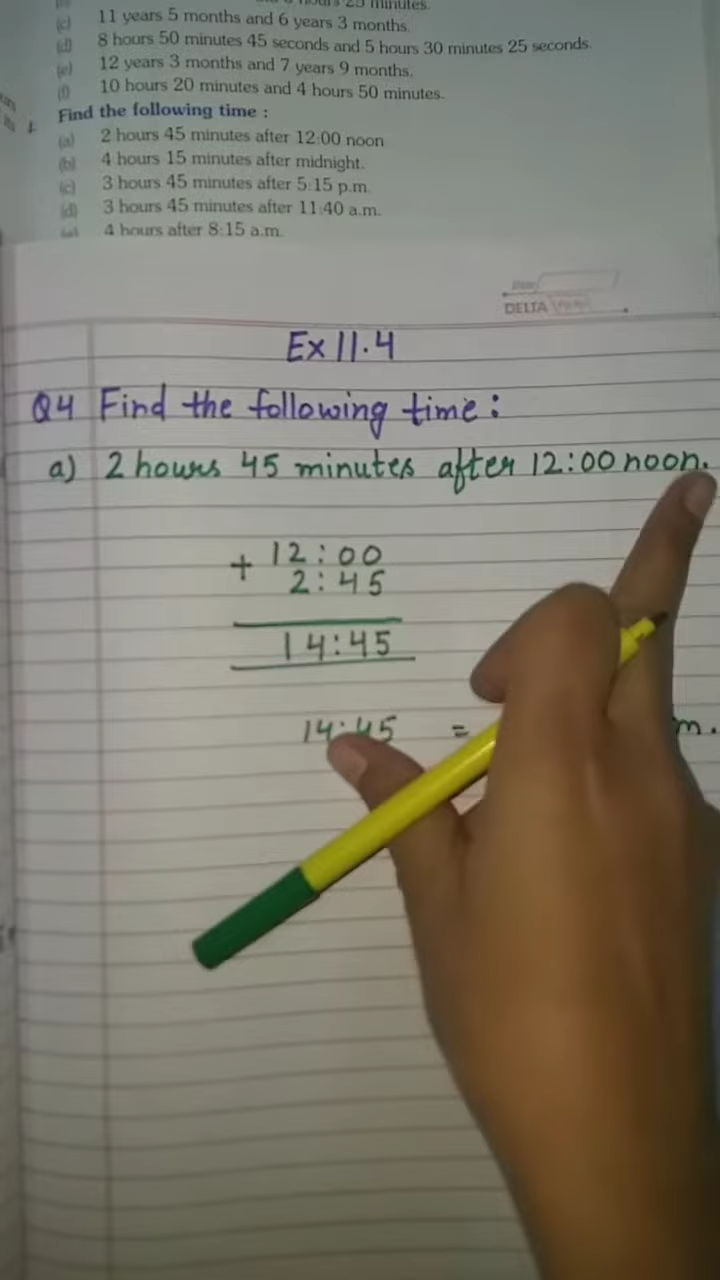 hours 25 minutes.
(c) 11 years 5 months and 6 years 3 months.
(d) 8 hours 50 minutes 45 seconds and 5 hours 30 minutes 25 seconds.
(e) 12 years 3 months and 7 years 9 months.
(f) 10 hours 20 minutes and 4 hours 50 minutes.
4. Find the following time :
(a) 2 hours 45 minutes after 12:00 noon
(b) 4 hours 15 minutes after midnight.
(c) 3 hours 45 minutes after 5:15 p.m.
(d) 3 hours 45 minutes after 11:40 a.m.
(e) 4 hours after 8:15 a.m.
DELTA
Ex 11.4
Q4 Find the following time:
a) 2 hours 45 minutes after 12:00 noon.
+ 12:00
2:45
14:45
14:45 = m.